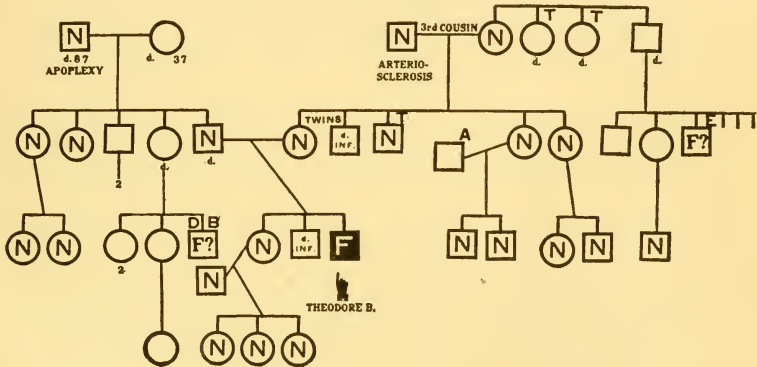 T T
N N 3rd COUSIN N
d. 87 d. 37 d. d. d.
APOPLEXY ARTERIO-
SCLEROSIS
TWINS T
N N N N d. N A N N F?
d. d. INF.
2
D B
N N F? N d. F N N N N N
2 INF.
N
THEODORE B.
N N N